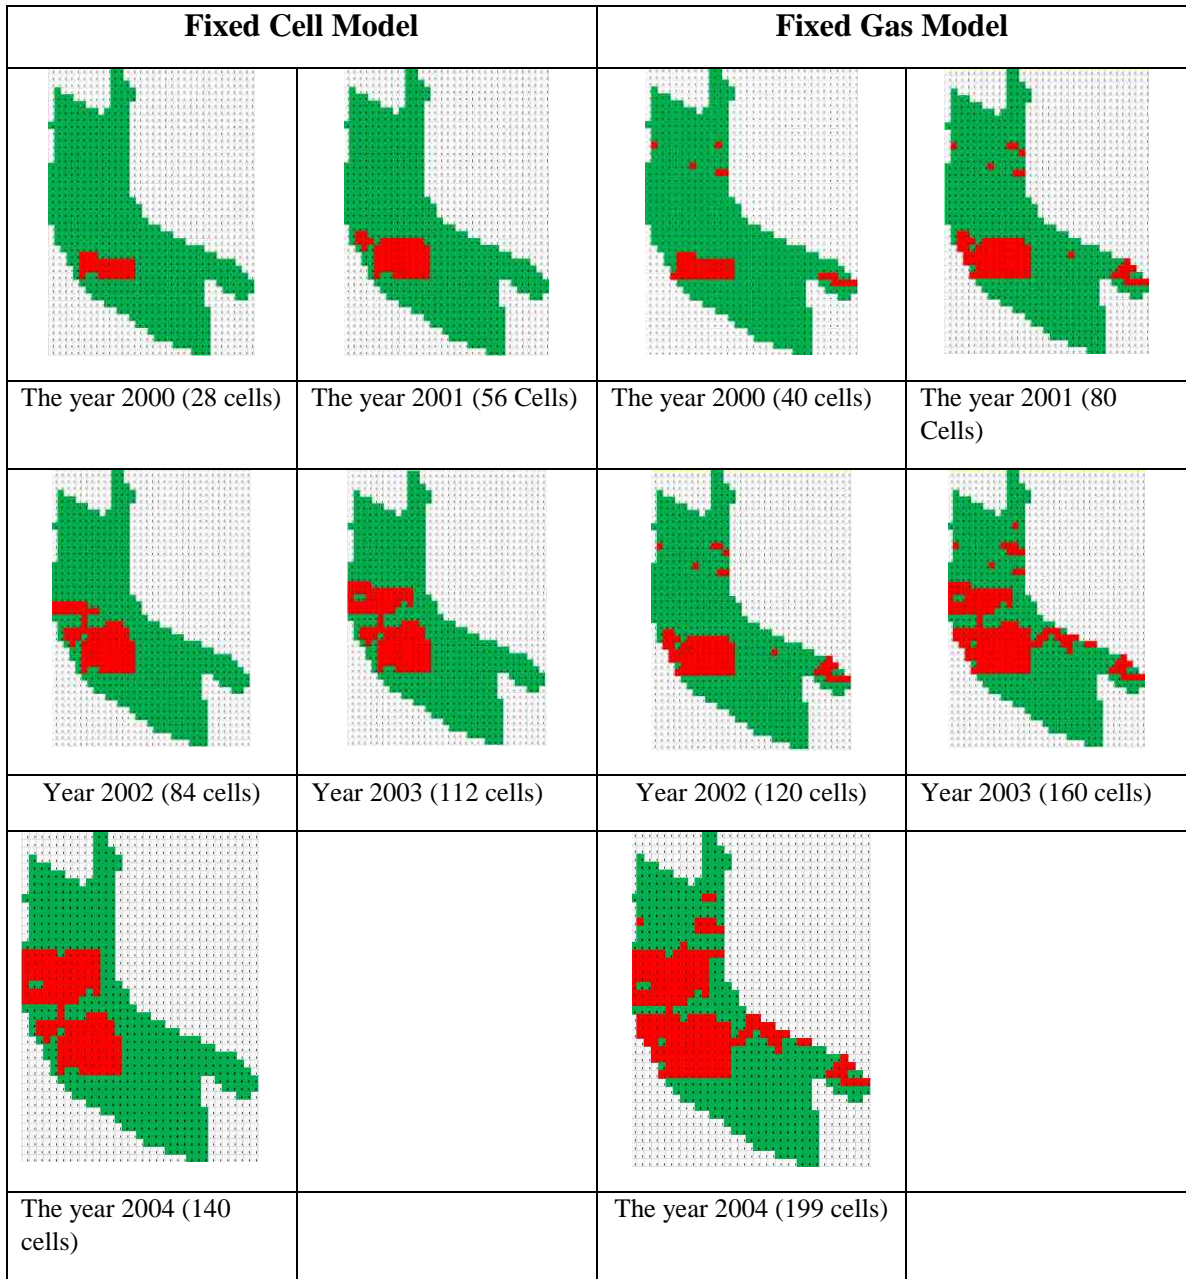 Fixed Cell Model
Fixed Gas Model
The year 2000 (28 cells)
The year 2001 (56 Cells)
The year 2000 (40 cells)
The year 2001 (80
Cells)
Year 2002 (84 cells)
Year 2003 (112 cells)
Year 2002 (120 cells)
Year 2003 (160 cells)
The year 2004 (140
cells)
The year 2004 (199 cells)